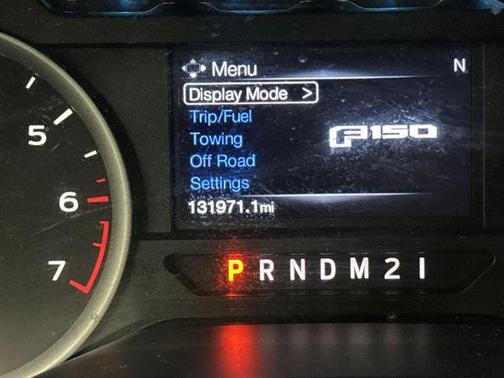 Menu N
Display Mode >
Trip/Fuel
Towing
F150
Off Road
Settings
131971.1mi
5
6
7
P R N D M 2 1